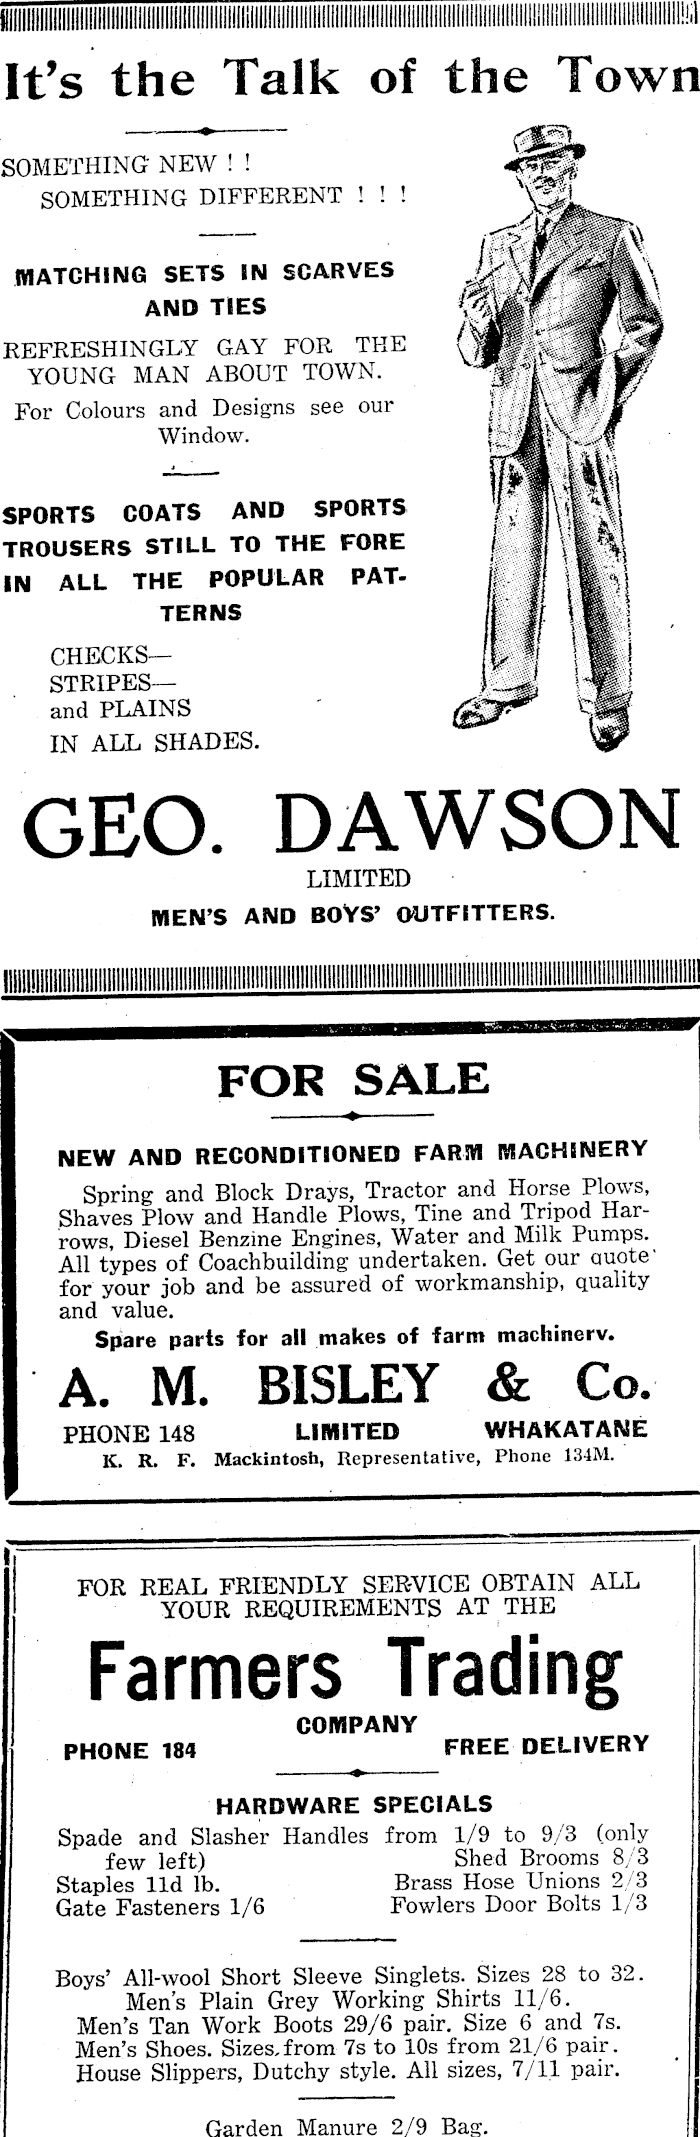 It's the Talk of the Town
SOMETHING NEW ! !
SOMETHING DIFFERENT ! ! !
MATCHING SETS IN SCARVES
AND TIES
REFRESHINGLY GAY FOR THE
YOUNG MAN ABOUT TOWN.
For Colours and Designs see our
Window.
SPORTS COATS AND SPORTS
TROUSERS STILL TO THE FORE
IN ALL THE POPULAR PAT-
TERNS
CHECKS—
STRIPES—
and PLAINS
IN ALL SHADES.
GEO. DAWSON
LIMITED
MEN'S AND BOYS' OUTFITTERS.
FOR SALE
NEW AND RECONDITIONED FARM MACHINERY
Spring and Block Drays, Tractor and Horse Plows,
Shaves Plow and Handle Plows, Tine and Tripod Har-
rows, Diesel Benzine Engines, Water and Milk Pumps.
All types of Coachbuilding undertaken. Get our quote
for your job and be assured of workmanship, quality
and value.
Spare parts for all makes of farm machinery.
A. M. BISLEY & Co.
PHONE 148 LIMITED WHAKATANE
K. R. F. Mackintosh, Representative, Phone 134M.
FOR REAL FRIENDLY SERVICE OBTAIN ALL
YOUR REQUIREMENTS AT THE
Farmers Trading
COMPANY
PHONE 184 FREE DELIVERY
HARDWARE SPECIALS
Spade and Slasher Handles from 1/9 to 9/3 (only
few left) Shed Brooms 8/3
Staples 11d lb. Brass Hose Unions 2/3
Gate Fasteners 1/6 Fowlers Door Bolts 1/3
Boys' All-wool Short Sleeve Singlets. Sizes 28 to 32.
Men's Plain Grey Working Shirts 11/6.
Men's Tan Work Boots 29/6 pair. Size 6 and 7s.
Men's Shoes. Sizes from 7s to 10s from 21/6 pair.
House Slippers, Dutchy style. All sizes, 7/11 pair.
Garden Manure 2/9 Bag.